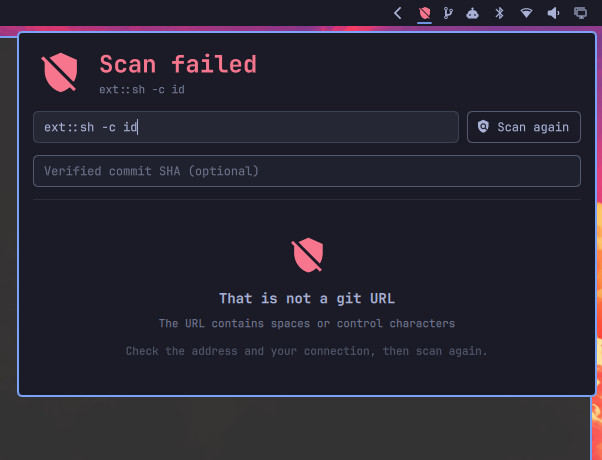 Scan failed
ext::sh -c id
ext::sh -c id
Scan again
Verified commit SHA (optional)
That is not a git URL
The URL contains spaces or control characters
Check the address and your connection, then scan again.